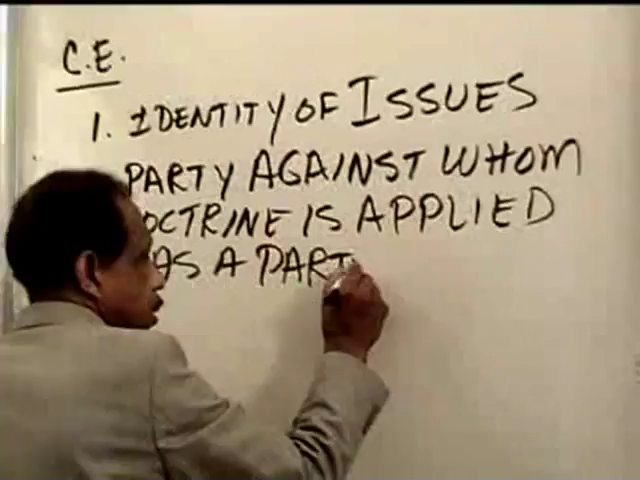 C.E.
1. IDENTITY OF ISSUES
PARTY AGAINST WHOM
OCTRINE IS APPLIED
AS A PART